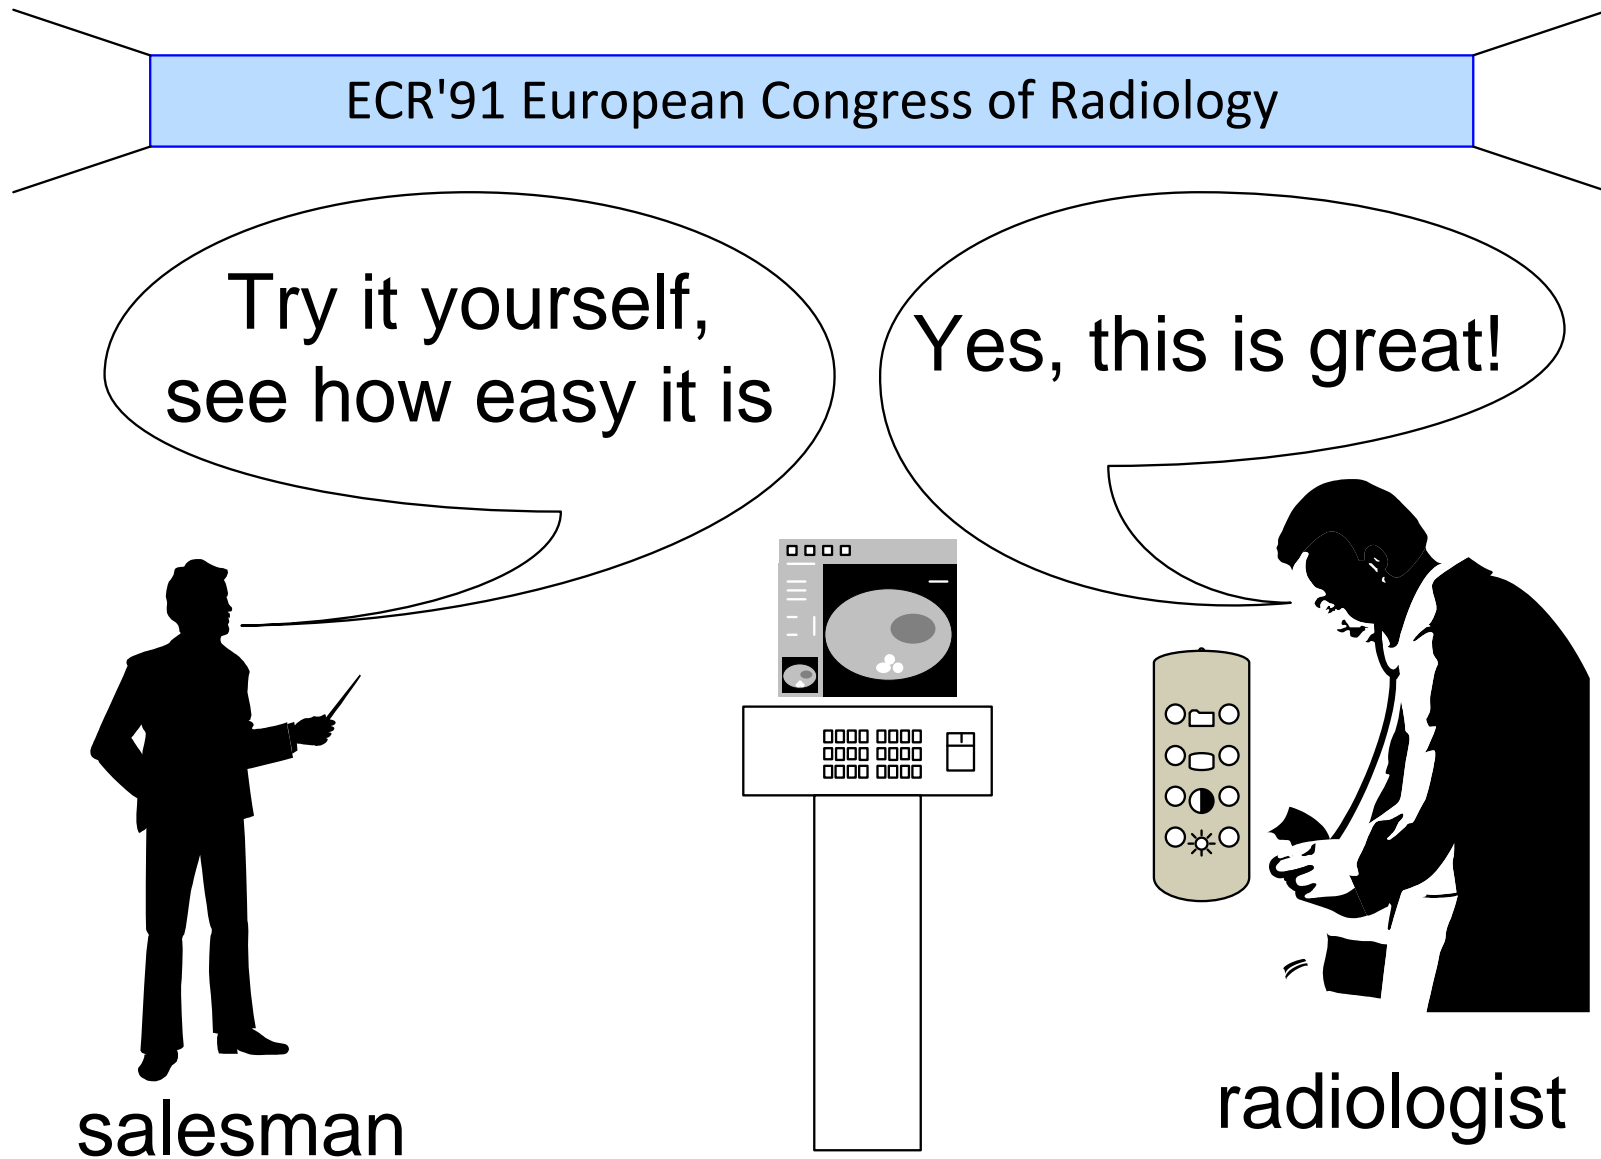 ECR'91 European Congress of Radiology
Try it yourself,
see how easy it is
Yes, this is great!
salesman
radiologist